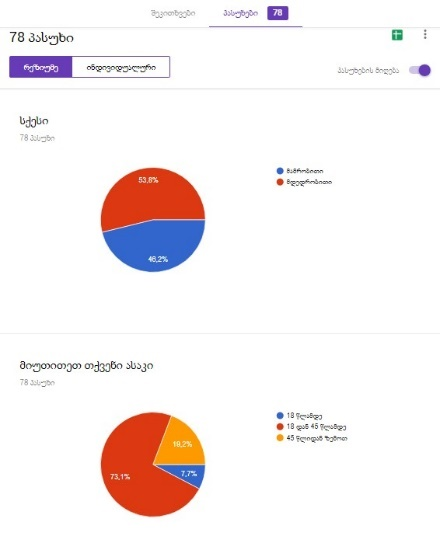 შეკითხვები
პასუხები 78
78 პასუხი
რეზიუმე
ინდივიდუალური
პასუხების მიღება
სქესი
78 პასუხი
მამრობითი
მდედრობითი
53,8%
46,2%
მიუთითეთ თქვენი ასაკი
78 პასუხი
18 წლამდე
18 დან 45 წლამდე
45 წლიდან ზემოთ
19,2%
73,1%
7,7%